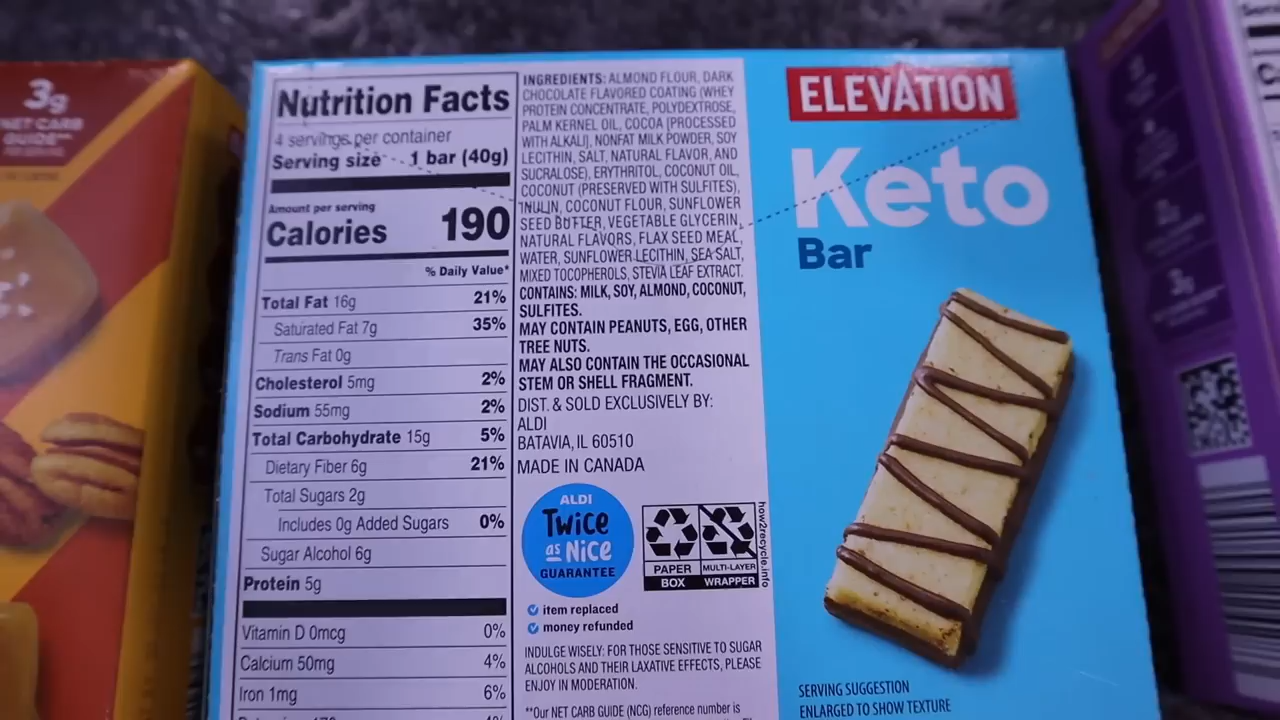 3g
NET CARB
GUIDE**
Nutrition Facts
4 servings per container
Serving size 1 bar (40g)
Amount per serving
Calories 190
% Daily Value*
Total Fat 16g 21%
Saturated Fat 7g 35%
Trans Fat 0g
Cholesterol 5mg 2%
Sodium 55mg 2%
Total Carbohydrate 15g 5%
Dietary Fiber 6g 21%
Total Sugars 2g
Includes 0g Added Sugars 0%
Sugar Alcohol 6g
Protein 5g
Vitamin D 0mcg 0%
Calcium 50mg 4%
Iron 1mg 6%
INGREDIENTS: ALMOND FLOUR, DARK
CHOCOLATE FLAVORED COATING (WHEY
PROTEIN CONCENTRATE, POLYDEXTROSE,
PALM KERNEL OIL, COCOA [PROCESSED
WITH ALKALI], NONFAT MILK POWDER, SOY
LECITHIN, SALT, NATURAL FLAVOR, AND
SUCRALOSE), ERYTHRITOL, COCONUT OIL,
COCONUT (PRESERVED WITH SULFITES),
INULIN, COCONUT FLOUR, SUNFLOWER
SEED BUTTER, VEGETABLE GLYCERIN,
NATURAL FLAVORS, FLAX SEED MEAL,
WATER, SUNFLOWER LECITHIN, SEA SALT,
MIXED TOCOPHEROLS, STEVIA LEAF EXTRACT.
CONTAINS: MILK, SOY, ALMOND, COCONUT,
SULFITES.
MAY CONTAIN PEANUTS, EGG, OTHER
TREE NUTS.
MAY ALSO CONTAIN THE OCCASIONAL
STEM OR SHELL FRAGMENT.
DIST. & SOLD EXCLUSIVELY BY:
ALDI
BATAVIA, IL 60510
MADE IN CANADA
ALDI
Twice
as Nice
GUARANTEE
PAPER
BOX
MULTI-LAYER
WRAPPER
how2recycle.info
item replaced
money refunded
INDULGE WISELY: FOR THOSE SENSITIVE TO SUGAR
ALCOHOLS AND THEIR LAXATIVE EFFECTS, PLEASE
ENJOY IN MODERATION.
**Our NET CARB GUIDE (NCG) reference number is
ELEVATION
Keto
Bar
SERVING SUGGESTION
ENLARGED TO SHOW TEXTURE
3g